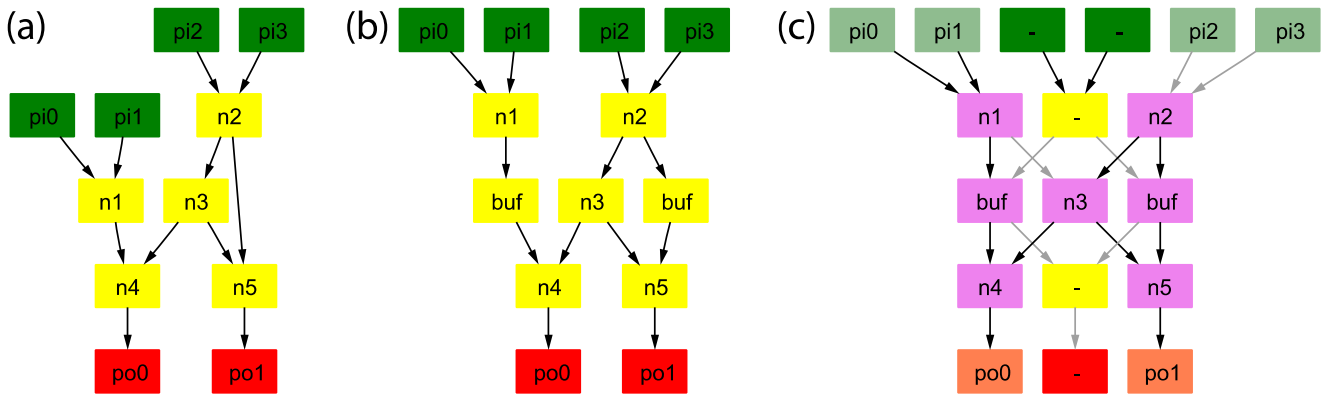 (a)
pi2 pi3
pi0 pi1 n2
n1 n3
n4 n5
po0 po1
(b)
pi0 pi1 pi2 pi3
n1 n2
buf n3 buf
n4 n5
po0 po1
(c)
pi0 pi1 - - pi2 pi3
n1 - n2
buf n3 buf
n4 - n5
po0 - po1